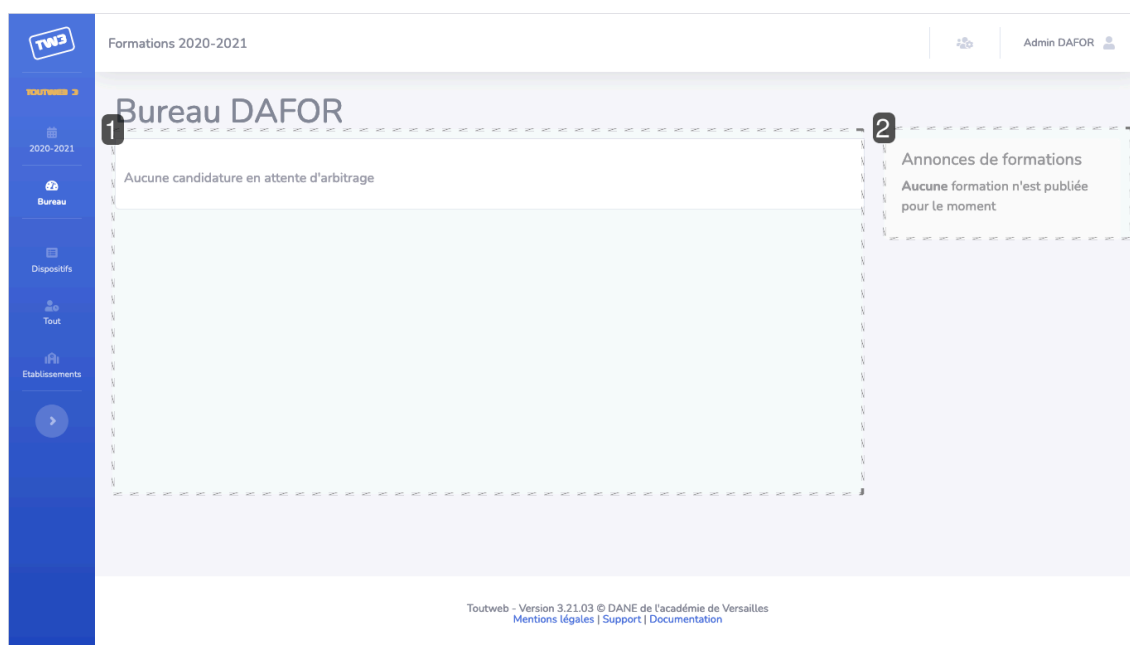 TW3
Formations 2020-2021
Admin DAFOR
TOUTWEB 3
2020-2021
Bureau
Dispositifs
Tout
Etablissements
Bureau DAFOR
1
Aucune candidature en attente d'arbitrage
2
Annonces de formations
Aucune formation n'est publiée
pour le moment
Toutweb - Version 3.21.03 © DANE de l'académie de Versailles
Mentions légales | Support | Documentation